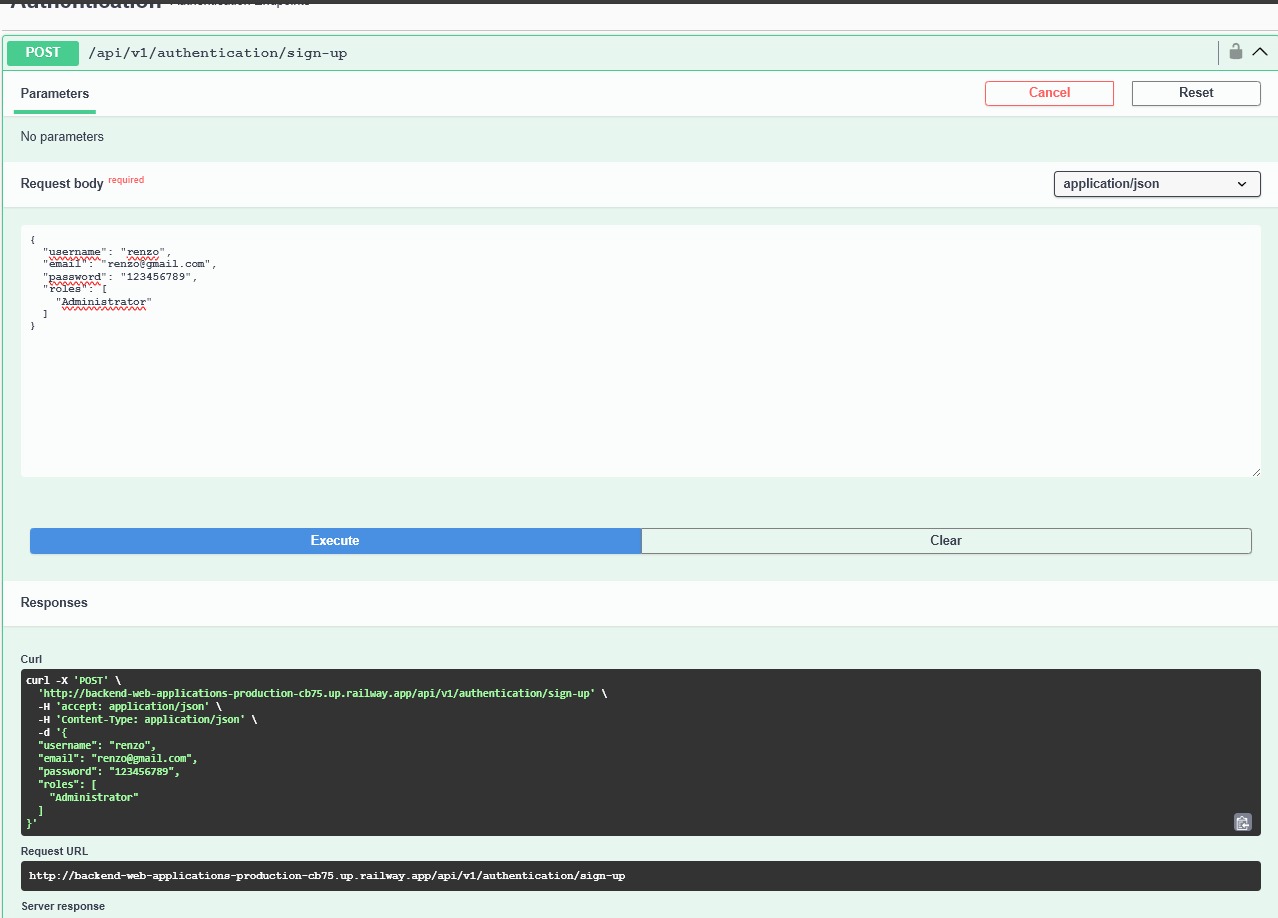 Authentication Authentication Endpoints
POST /api/v1/authentication/sign-up
Parameters
Cancel
Reset
No parameters
Request body required
application/json
{
  "username": "renzo",
  "email": "renzo@gmail.com",
  "password": "123456789",
  "roles": [
    "Administrator"
  ]
}
Execute
Clear
Responses
Curl
curl -X 'POST' \
  'http://backend-web-applications-production-cb75.up.railway.app/api/v1/authentication/sign-up' \
  -H 'accept: application/json' \
  -H 'Content-Type: application/json' \
  -d '{
  "username": "renzo",
  "email": "renzo@gmail.com",
  "password": "123456789",
  "roles": [
    "Administrator"
  ]
}'
Request URL
http://backend-web-applications-production-cb75.up.railway.app/api/v1/authentication/sign-up
Server response